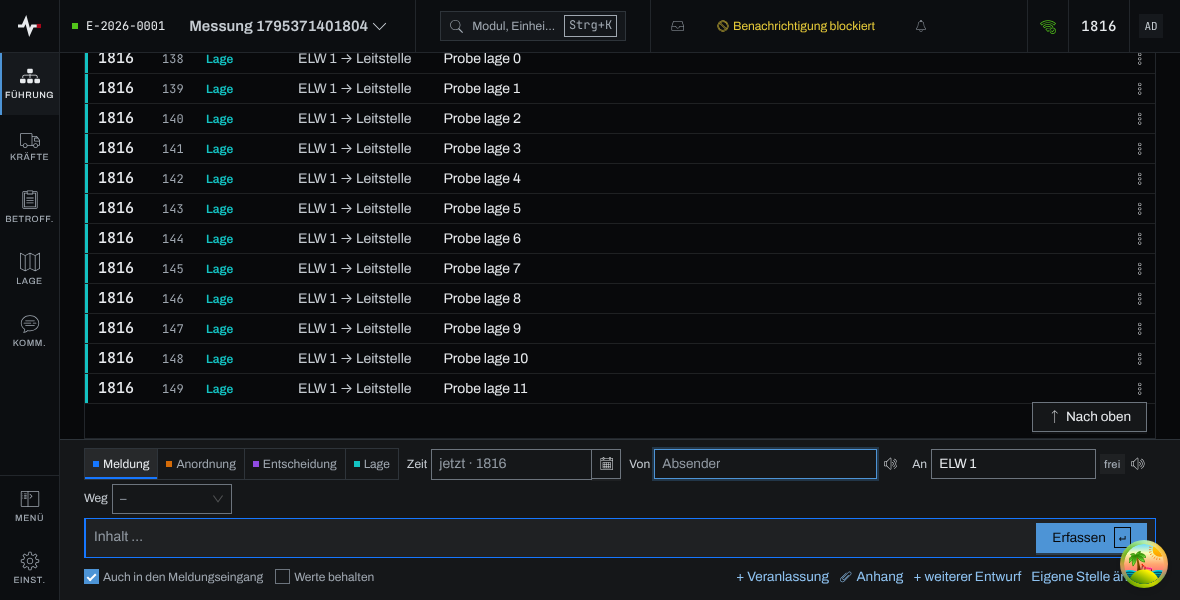 E-2026-0001 Messung 1795371401804 Modul, Einhei... Strg+K Benachrichtigung blockiert 1816 AD
FÜHRUNG
KRÄFTE
BETROFF.
LAGE
KOMM.
MENÜ
EINST.
1816 138 Lage ELW 1 → Leitstelle Probe lage 0
1816 139 Lage ELW 1 → Leitstelle Probe lage 1
1816 140 Lage ELW 1 → Leitstelle Probe lage 2
1816 141 Lage ELW 1 → Leitstelle Probe lage 3
1816 142 Lage ELW 1 → Leitstelle Probe lage 4
1816 143 Lage ELW 1 → Leitstelle Probe lage 5
1816 144 Lage ELW 1 → Leitstelle Probe lage 6
1816 145 Lage ELW 1 → Leitstelle Probe lage 7
1816 146 Lage ELW 1 → Leitstelle Probe lage 8
1816 147 Lage ELW 1 → Leitstelle Probe lage 9
1816 148 Lage ELW 1 → Leitstelle Probe lage 10
1816 149 Lage ELW 1 → Leitstelle Probe lage 11
↑ Nach oben
Meldung Anordnung Entscheidung Lage Zeit jetzt · 1816 Von Absender An ELW 1 frei
Weg –
Inhalt ... Erfassen ↵
Auch in den Meldungseingang Werte behalten + Veranlassung Anhang + weiterer Entwurf Eigene Stelle